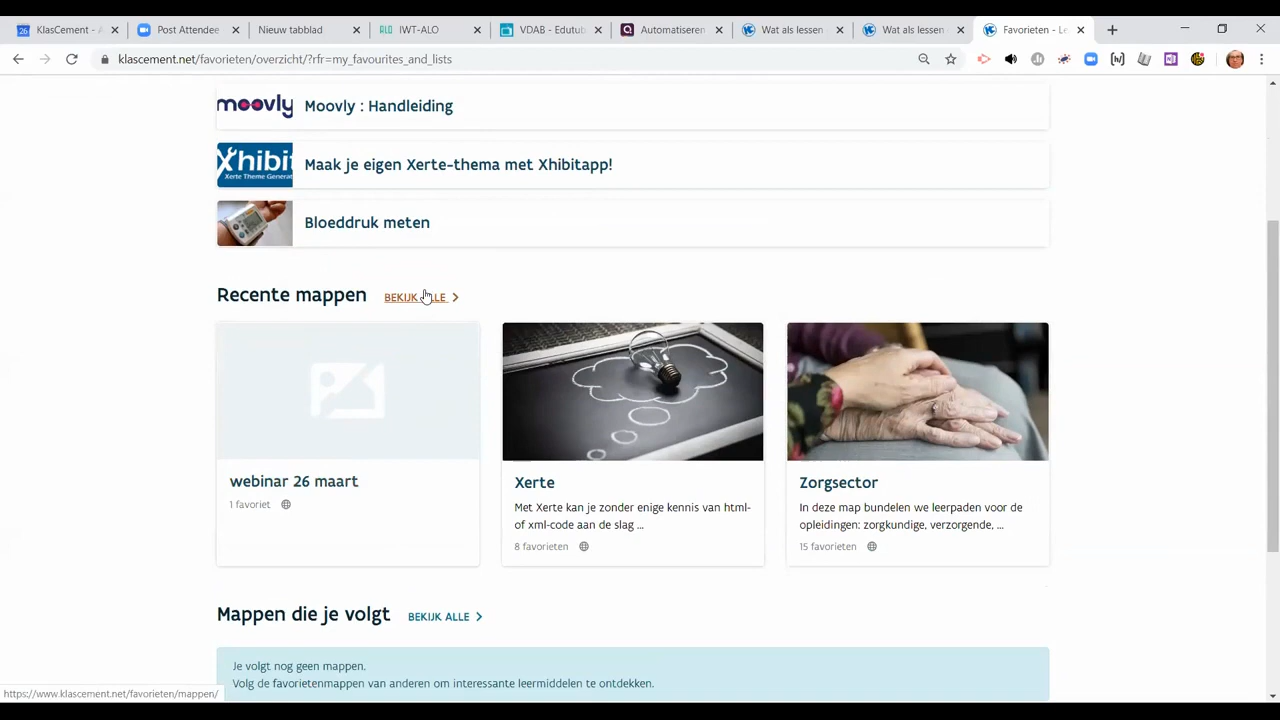 KlasCement - A
Post Attendee
Nieuw tabblad
ALO IWT-ALO
VDAB - Edutub
Automatiseren
Wat als lessen
Wat als lessen
Favorieten - Le
klascement.net/favorieten/overzicht/?rfr=my_favourites_and_lists
moovly
Moovly : Handleiding
Xhibit
Xerte Theme Generat
Maak je eigen Xerte-thema met Xhibitapp!
Bloeddruk meten
Recente mappen BEKIJK ALLE
webinar 26 maart
1 favoriet
Xerte
Met Xerte kan je zonder enige kennis van html-
of xml-code aan de slag ...
8 favorieten
Zorgsector
In deze map bundelen we leerpaden voor de
opleidingen: zorgkundige, verzorgende, ...
15 favorieten
Mappen die je volgt BEKIJK ALLE
Je volgt nog geen mappen.
Volg de favorietenmappen van anderen om interessante leermiddelen te ontdekken.
https://www.klascement.net/favorieten/mappen/